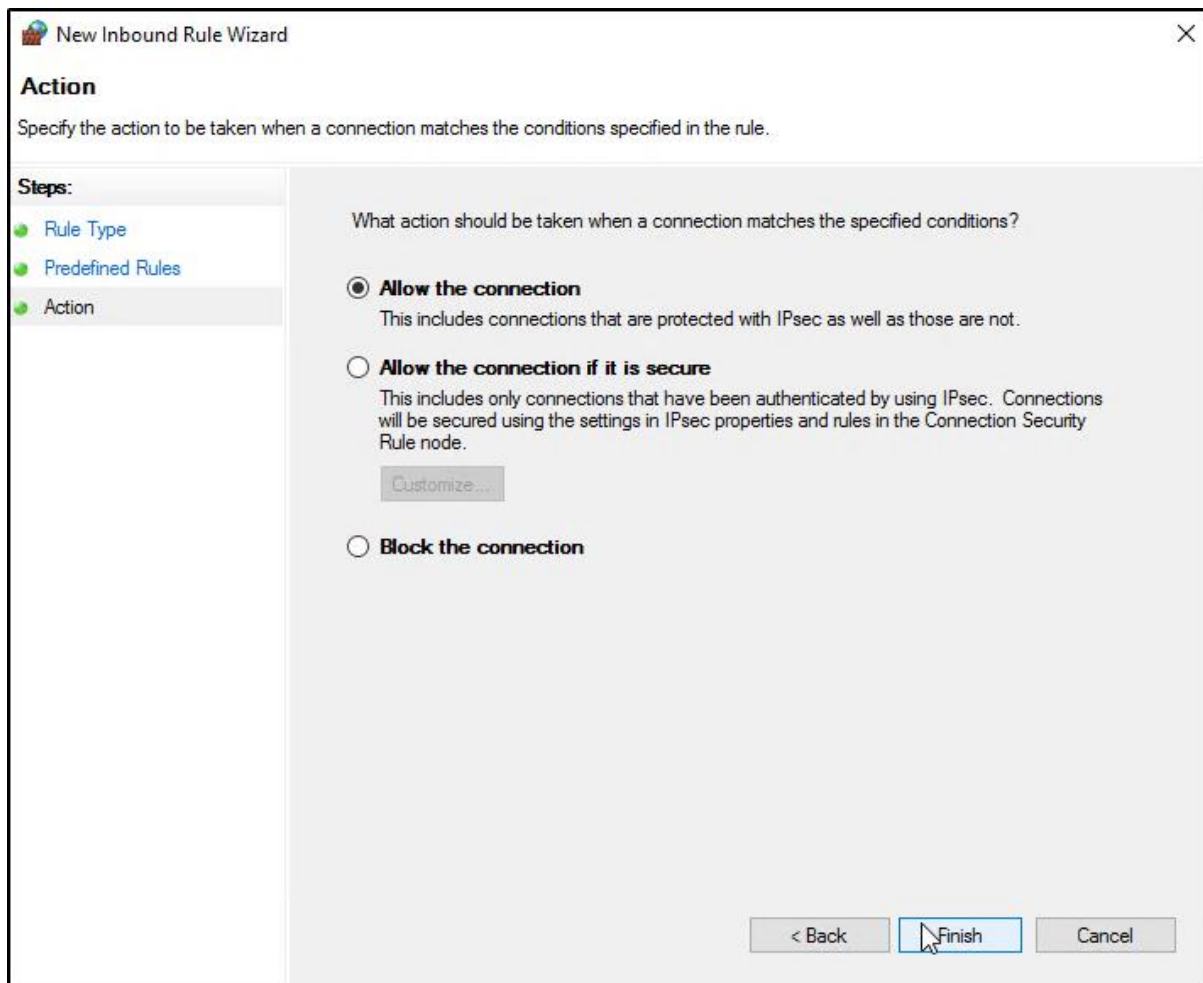 New Inbound Rule Wizard
Action
Specify the action to be taken when a connection matches the conditions specified in the rule.
Steps:
Rule Type
Predefined Rules
Action
What action should be taken when a connection matches the specified conditions?
Allow the connection
This includes connections that are protected with IPsec as well as those are not.
Allow the connection if it is secure
This includes only connections that have been authenticated by using IPsec. Connections
will be secured using the settings in IPsec properties and rules in the Connection Security
Rule node.
Customize...
Block the connection
< Back
Finish
Cancel